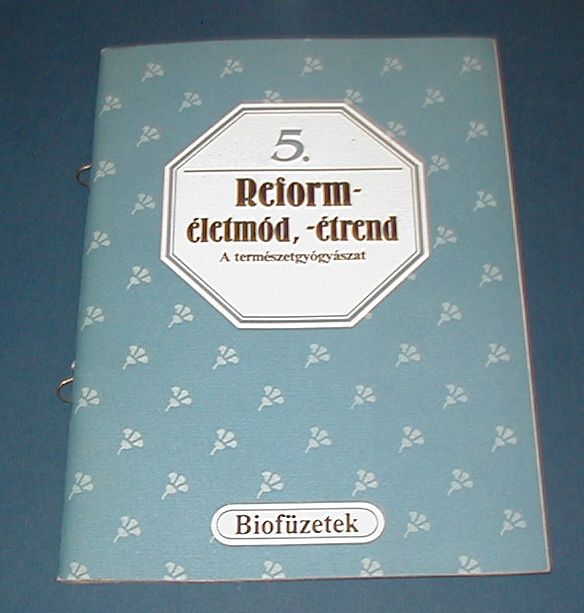 5.
Reform-
életmód, -étrend
A természetgyógyászat
Biofüzetek